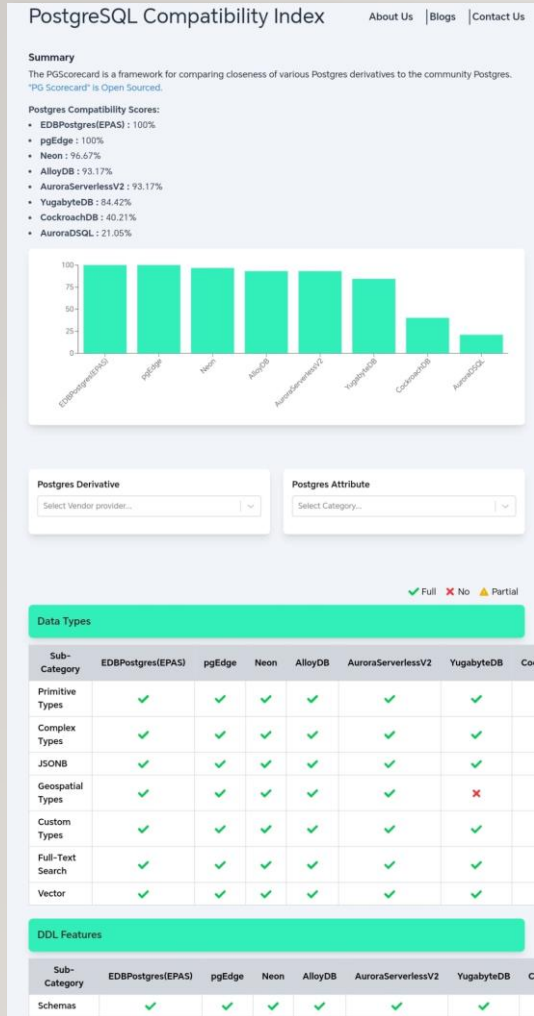 PostgreSQL Compatibility Index
About Us | Blogs | Contact Us
Summary
The PGScorecard is a framework for comparing closeness of various Postgres derivatives to the community Postgres.
"PG Scorecard" is Open Sourced.
Postgres Compatibility Scores:
• EDBPostgres(EPAS) : 100%
• pgEdge : 100%
• Neon : 96.67%
• AlloyDB : 93.17%
• AuroraServerlessV2 : 93.17%
• YugabyteDB : 84.42%
• CockroachDB : 40.21%
• AuroraDSQL : 21.05%
100
75
50
25
0
EDBPostgres(EPAS) pgEdge Neon AlloyDB AuroraServerlessV2 YugabyteDB CockroachDB AuroraDSQL
Postgres Derivative Postgres Attribute
Select Vendor provider... Select Category...
✔ Full ✖ No ⚠ Partial
Data Types
Sub-
Category EDBPostgres(EPAS) pgEdge Neon AlloyDB AuroraServerlessV2 YugabyteDB Coc
Primitive
Types ✔ ✔ ✔ ✔ ✔ ✔
Complex
Types ✔ ✔ ✔ ✔ ✔ ✔
JSONB ✔ ✔ ✔ ✔ ✔ ✔
Geospatial
Types ✔ ✔ ✔ ✔ ✔ ✖
Custom
Types ✔ ✔ ✔ ✔ ✔ ✔
Full-Text
Search ✔ ✔ ✔ ✔ ✔ ✔
Vector ✔ ✔ ✔ ✔ ✔ ✔
DDL Features
Sub-
Category EDBPostgres(EPAS) pgEdge Neon AlloyDB AuroraServerlessV2 YugabyteDB C
Schemas ✔ ✔ ✔ ✔ ✔ ✔